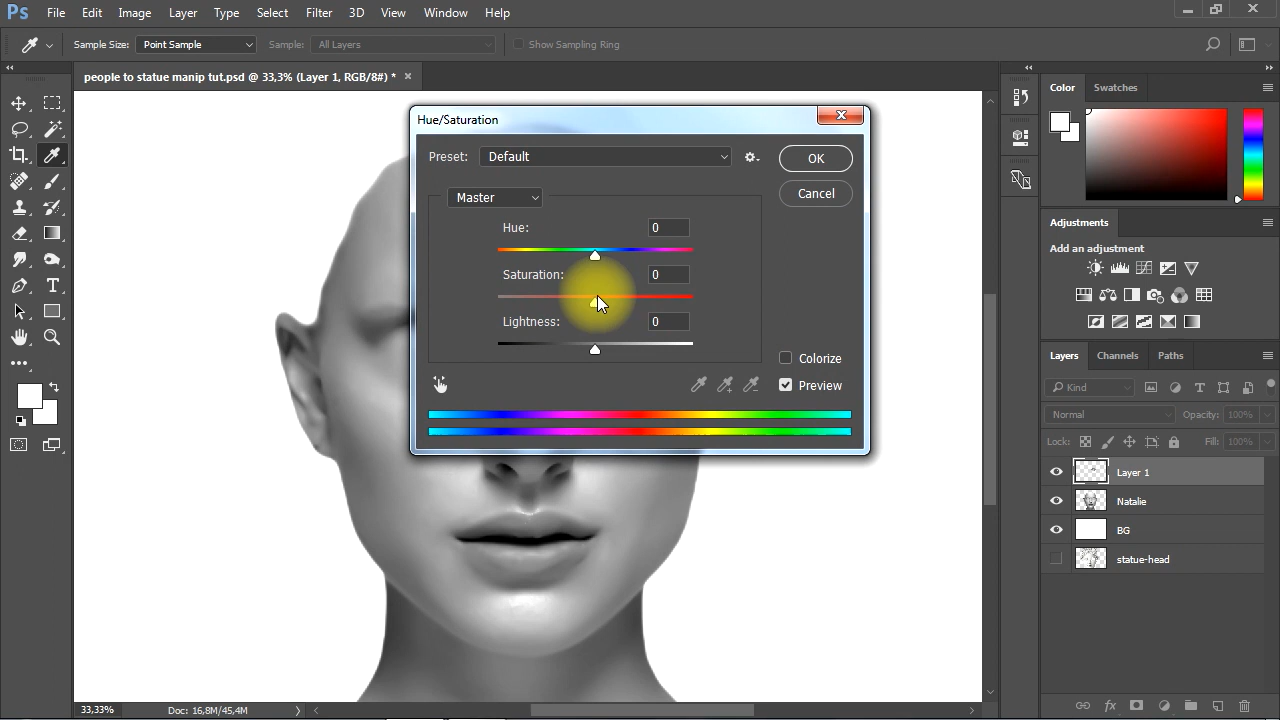 Ps File Edit Image Layer Type Select Filter 3D View Window Help
Sample Size: Point Sample Sample: All Layers Show Sampling Ring
people to statue manip tut.psd @ 33,3% (Layer 1, RGB/8#) * ×
Hue/Saturation
Preset: Default
OK
Cancel
Master
Hue: 0
Saturation: 0
Lightness: 0
Colorize
Preview
Color Swatches
Adjustments
Add an adjustment
Layers Channels Paths
Kind
Normal Opacity: 100%
Lock: Fill: 100%
Layer 1
Natalie
BG
statue-head
33,33% Doc: 16,8M/45,4M